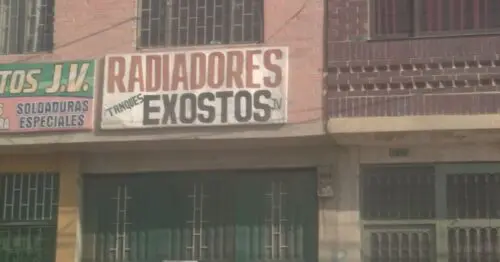 TOS J.V.
SOLDADURAS
ESPECIALES
RADIADORES
TANQUES EXOSTOS JV